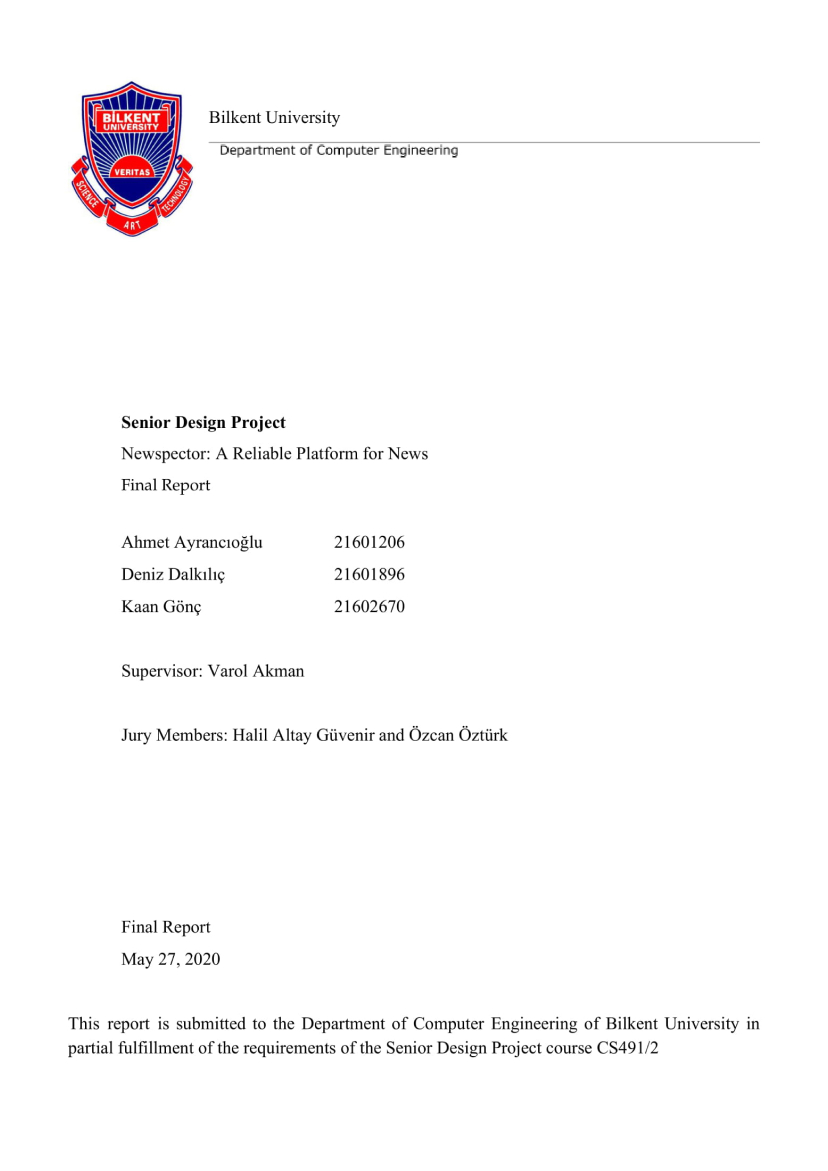 BİLKENT
UNIVERSITY
VERITAS
SCIENCE
ART
TECHNOLOGY
Bilkent University
Department of Computer Engineering
Senior Design Project
Newspector: A Reliable Platform for News
Final Report
Ahmet Ayrancıoğlu 21601206
Deniz Dalkılıç 21601896
Kaan Gönç 21602670
Supervisor: Varol Akman
Jury Members: Halil Altay Güvenir and Özcan Öztürk
Final Report
May 27, 2020
This report is submitted to the Department of Computer Engineering of Bilkent University in
partial fulfillment of the requirements of the Senior Design Project course CS491/2